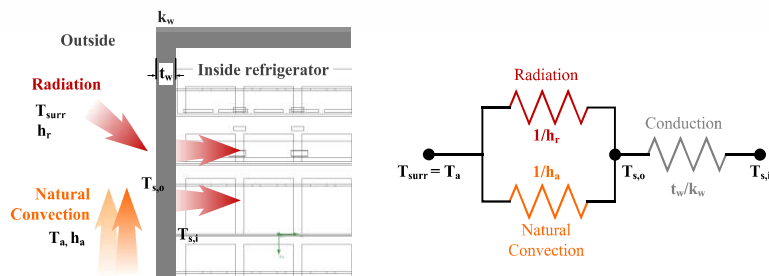 k_w
Outside
t_w
Inside refrigerator
Radiation
T_surr
h_r
T_s,o
Natural
Convection
T_a, h_a
T_s,i
Radiation
1/h_r
Conduction
T_surr = T_a
1/h_a
T_s,o
T_s,i
t_w/k_w
Natural
Convection